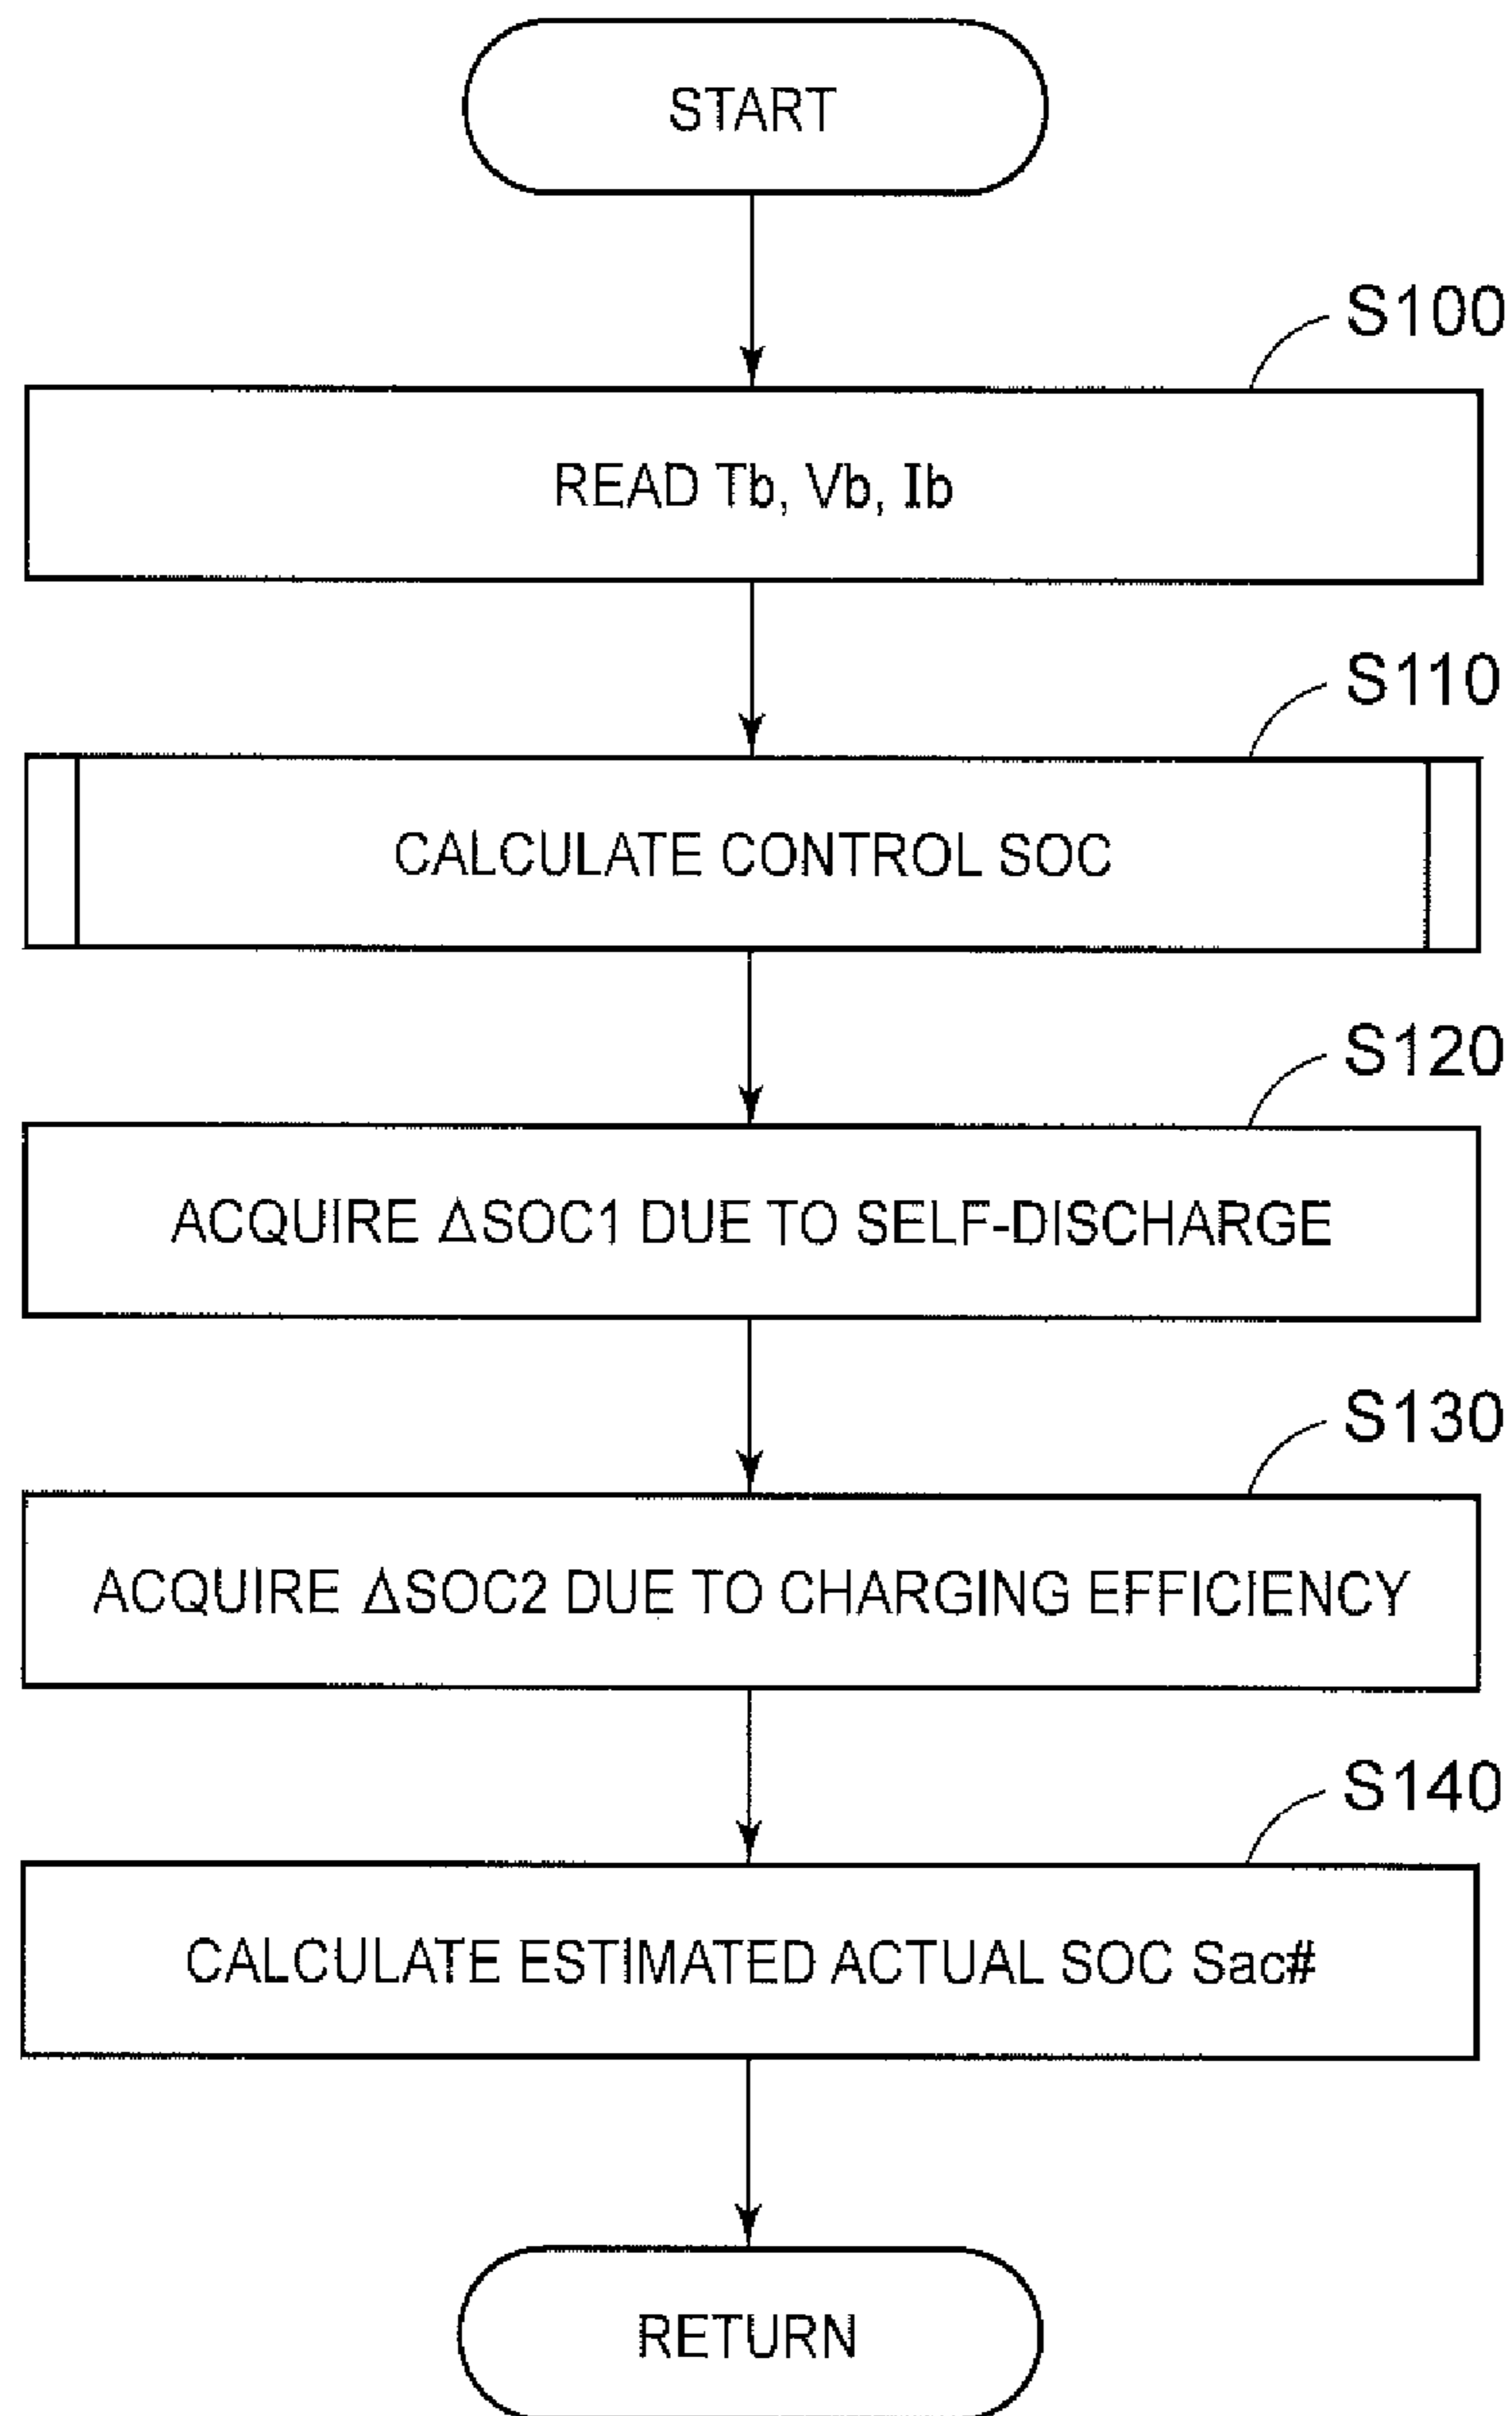 START
S100
READ Tb, Vb, Ib
S110
CALCULATE CONTROL SOC
S120
ACQUIRE ΔSOC1 DUE TO SELF-DISCHARGE
S130
ACQUIRE ΔSOC2 DUE TO CHARGING EFFICIENCY
S140
CALCULATE ESTIMATED ACTUAL SOC Sac#
RETURN